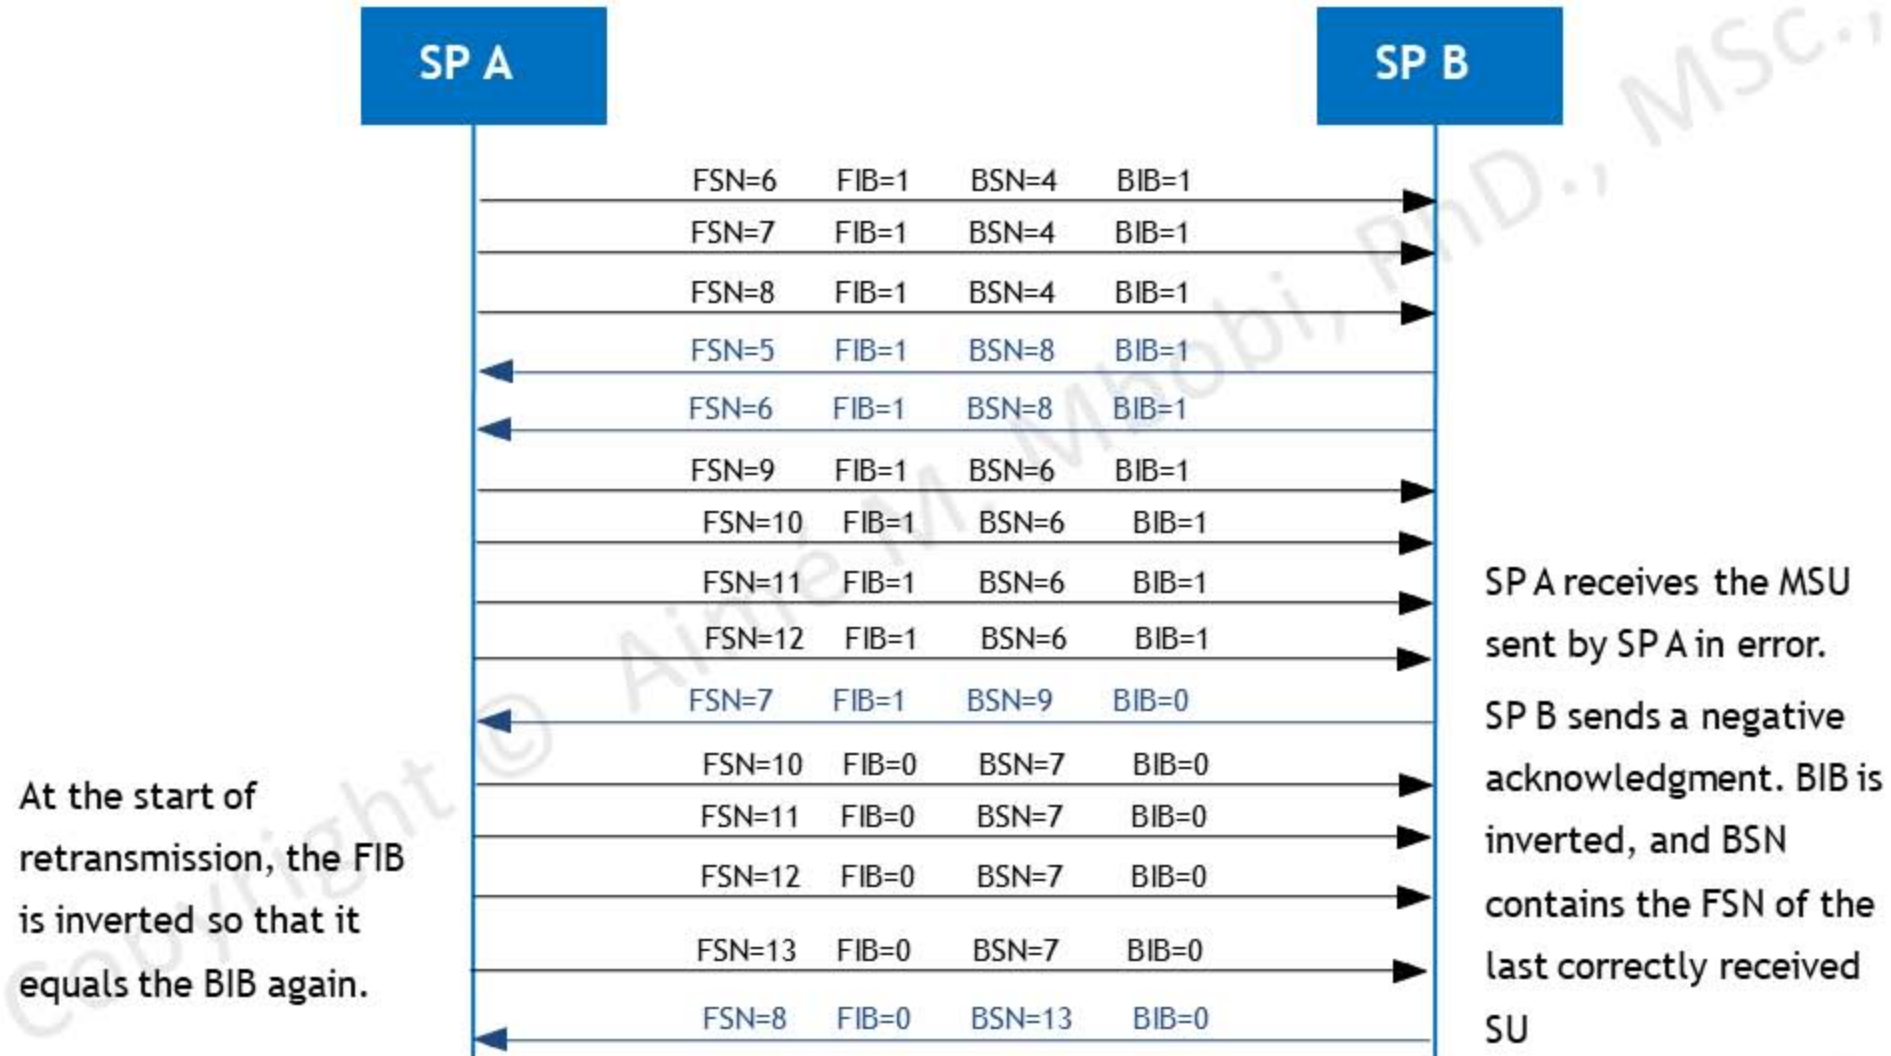 SP A
SP B
FSN=6 FIB=1 BSN=4 BIB=1
FSN=7 FIB=1 BSN=4 BIB=1
FSN=8 FIB=1 BSN=4 BIB=1
FSN=5 FIB=1 BSN=8 BIB=1
FSN=6 FIB=1 BSN=8 BIB=1
FSN=9 FIB=1 BSN=6 BIB=1
FSN=10 FIB=1 BSN=6 BIB=1
FSN=11 FIB=1 BSN=6 BIB=1
FSN=12 FIB=1 BSN=6 BIB=1
FSN=7 FIB=1 BSN=9 BIB=0
FSN=10 FIB=0 BSN=7 BIB=0
FSN=11 FIB=0 BSN=7 BIB=0
FSN=12 FIB=0 BSN=7 BIB=0
FSN=13 FIB=0 BSN=7 BIB=0
FSN=8 FIB=0 BSN=13 BIB=0
At the start of
retransmission, the FIB
is inverted so that it
equals the BIB again.
SP A receives the MSU
sent by SP A in error.
SP B sends a negative
acknowledgment. BIB is
inverted, and BSN
contains the FSN of the
last correctly received
SU
Copyright © Aimé M. Mbobi, PhD., MSc.,